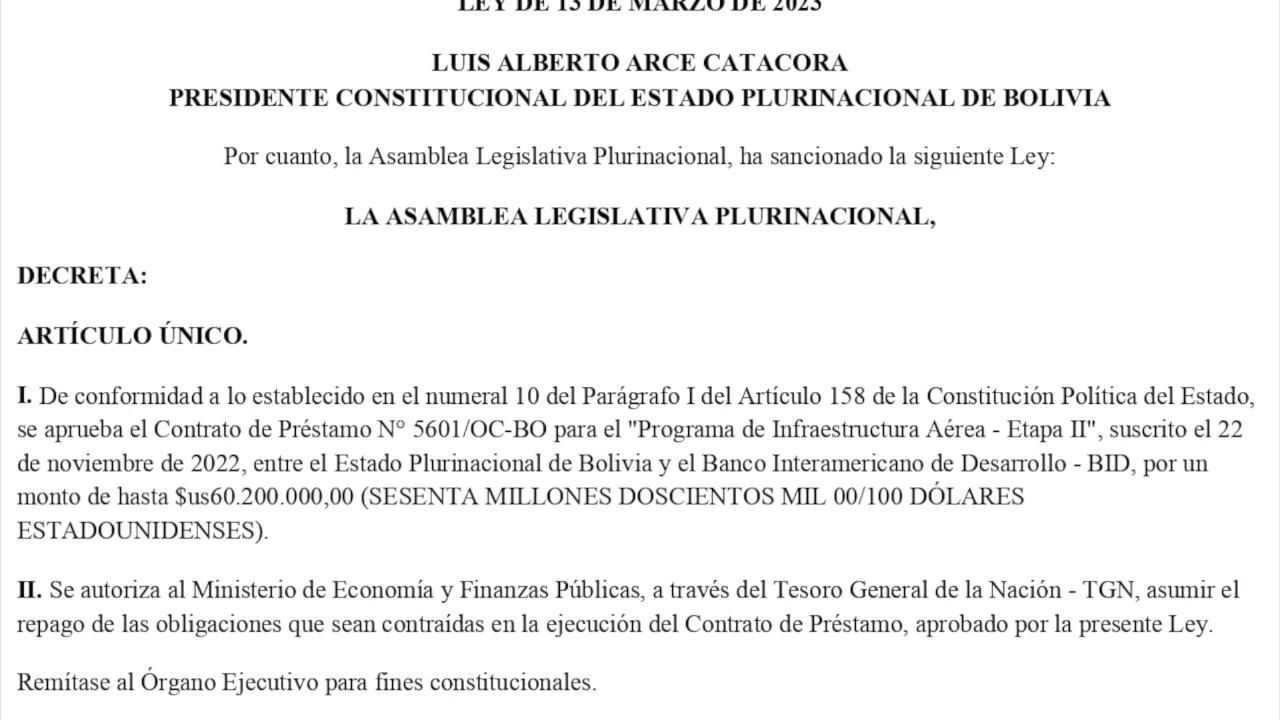 LEY DE 13 DE MARZO DE 2023
LUIS ALBERTO ARCE CATACORA
PRESIDENTE CONSTITUCIONAL DEL ESTADO PLURINACIONAL DE BOLIVIA
Por cuanto, la Asamblea Legislativa Plurinacional, ha sancionado la siguiente Ley:
LA ASAMBLEA LEGISLATIVA PLURINACIONAL,
DECRETA:
ARTÍCULO ÚNICO.
I. De conformidad a lo establecido en el numeral 10 del Parágrafo I del Artículo 158 de la Constitución Política del Estado,
se aprueba el Contrato de Préstamo N° 5601/OC-BO para el "Programa de Infraestructura Aérea - Etapa II", suscrito el 22
de noviembre de 2022, entre el Estado Plurinacional de Bolivia y el Banco Interamericano de Desarrollo - BID, por un
monto de hasta $us60.200.000,00 (SESENTA MILLONES DOSCIENTOS MIL 00/100 DÓLARES
ESTADOUNIDENSES).
II. Se autoriza al Ministerio de Economía y Finanzas Públicas, a través del Tesoro General de la Nación - TGN, asumir el
repago de las obligaciones que sean contraídas en la ejecución del Contrato de Préstamo, aprobado por la presente Ley.
Remítase al Órgano Ejecutivo para fines constitucionales.